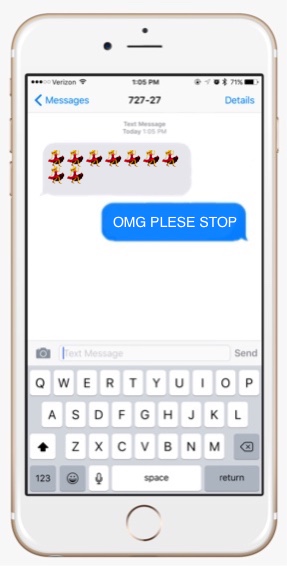 Verizon 1:05 PM 71%
Messages 727-27 Details
Text Message
Today 1:05 PM
OMG PLESE STOP
Text Message Send
Q W E R T Y U I O P
A S D F G H J K L
Z X C V B N M
123 space return